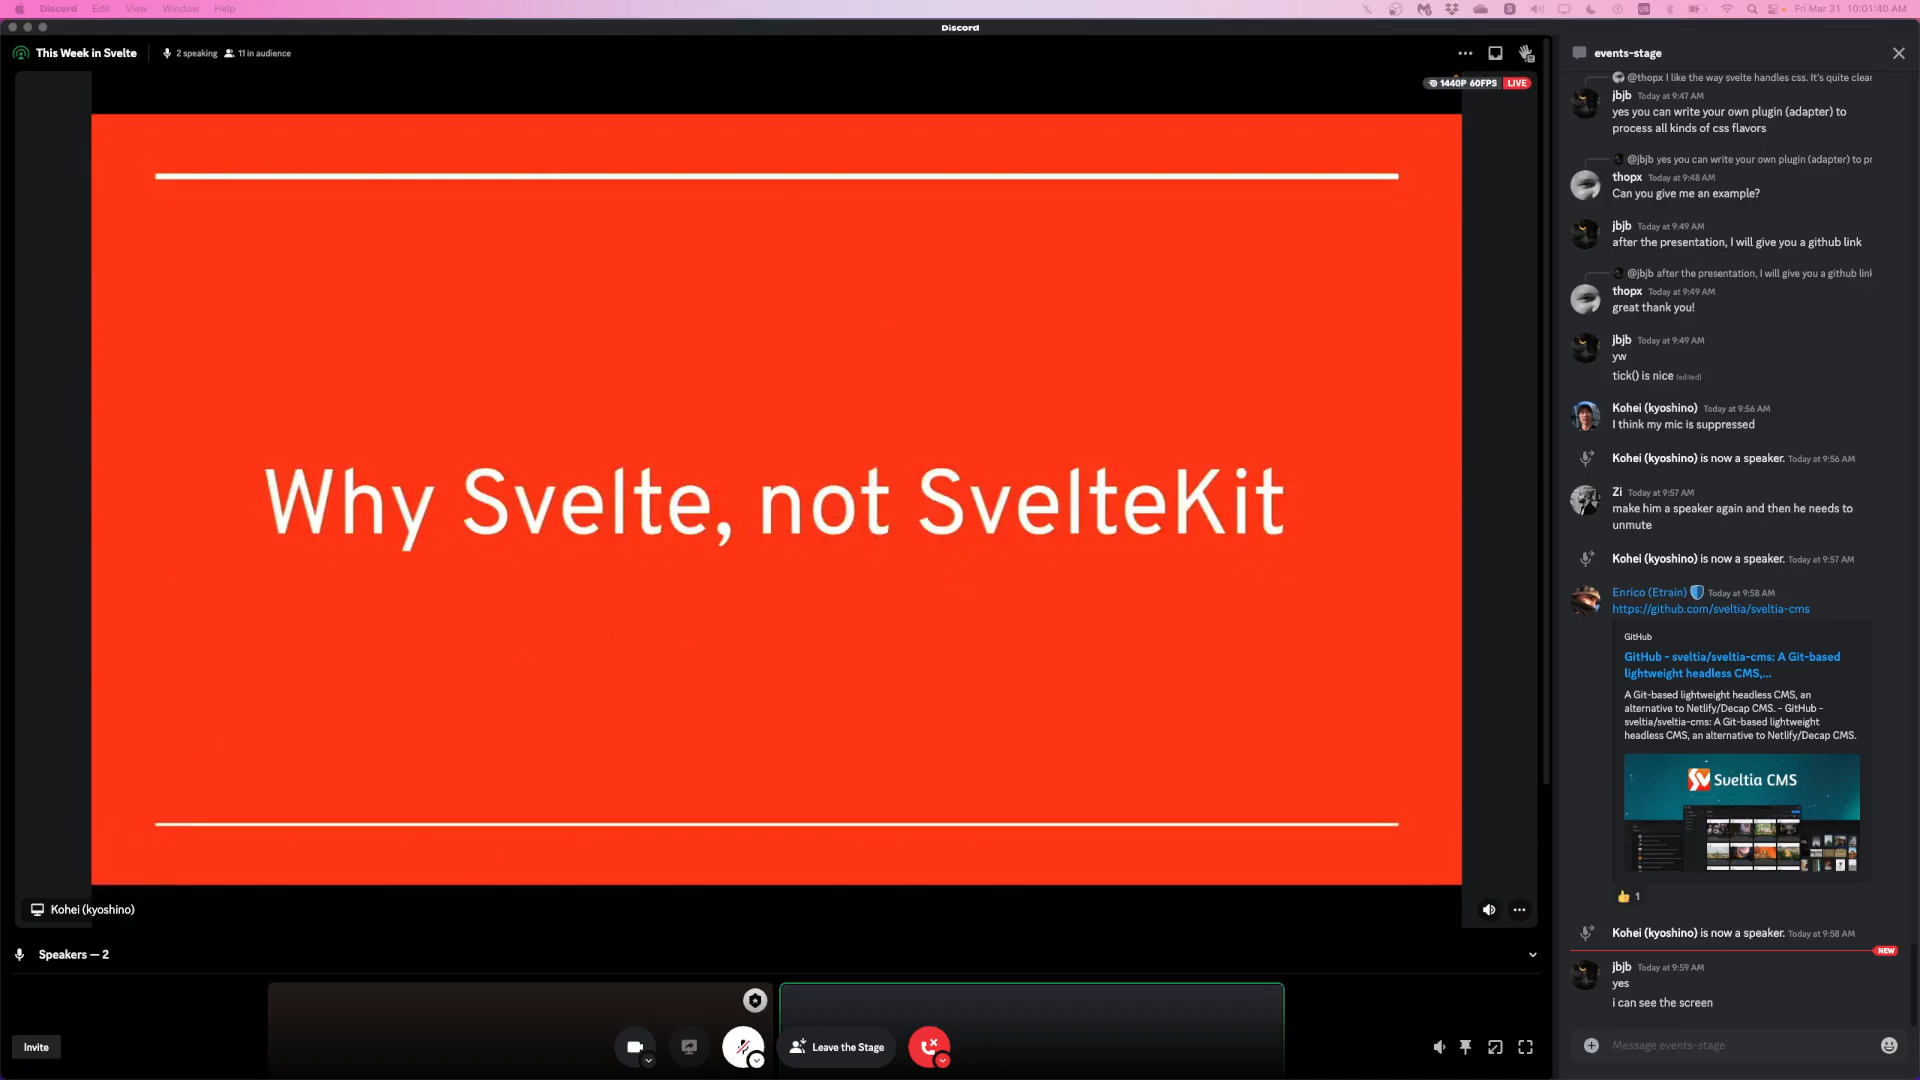 Discord Edit View Window Help
Fri Mar 31 10:01:40 AM
Discord
This Week in Svelte
2 speaking 11 in audience
1440P 60FPS LIVE
Why Svelte, not SvelteKit
Kohei (kyoshino)
Speakers — 2
Invite
Leave the Stage
events-stage
@thopx I like the way svelte handles css. It's quite clear
jbjb Today at 9:47 AM
yes you can write your own plugin (adapter) to
process all kinds of css flavors
@jbjb yes you can write your own plugin (adapter) to pr
thopx Today at 9:48 AM
Can you give me an example?
jbjb Today at 9:49 AM
after the presentation, I will give you a github link
@jbjb after the presentation, I will give you a github link
thopx Today at 9:49 AM
great thank you!
jbjb Today at 9:49 AM
yw
tick() is nice (edited)
Kohei (kyoshino) Today at 9:56 AM
I think my mic is suppressed
Kohei (kyoshino) is now a speaker. Today at 9:56 AM
Zi Today at 9:57 AM
make him a speaker again and then he needs to
unmute
Kohei (kyoshino) is now a speaker. Today at 9:57 AM
Enrico (Etrain) Today at 9:58 AM
https://github.com/sveltia/sveltia-cms
GitHub
GitHub - sveltia/sveltia-cms: A Git-based
lightweight headless CMS,...
A Git-based lightweight headless CMS, an
alternative to Netlify/Decap CMS. - GitHub -
sveltia/sveltia-cms: A Git-based lightweight
headless CMS, an alternative to Netlify/Decap CMS.
Sveltia CMS
1
Kohei (kyoshino) is now a speaker. Today at 9:58 AM
NEW
jbjb Today at 9:59 AM
yes
i can see the screen
Message events-stage